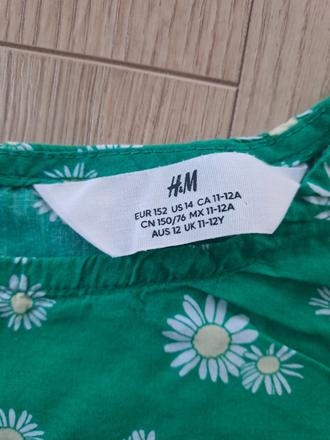 H&M
EUR 152 US 14 CA 11-12A
CN 150/76 MX 11-12A
AUS 12 UK 11-12Y